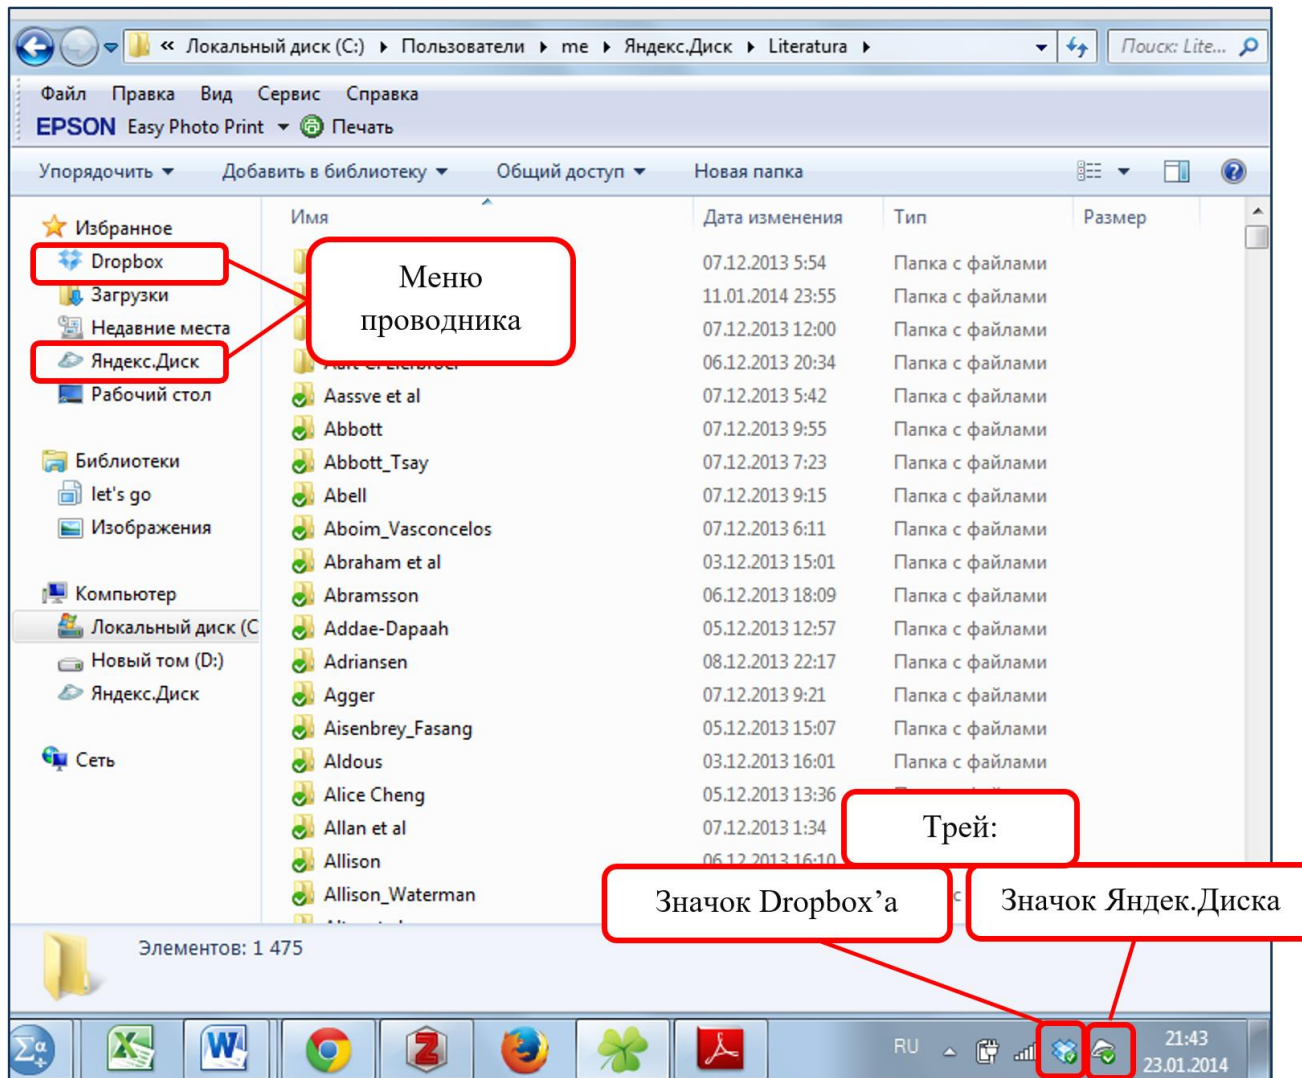 « Локальный диск (C:) ▸ Пользователи ▸ me ▸ Яндекс.Диск ▸ Literatura ▸ Поиск: Lite...
Файл Правка Вид Сервис Справка
EPSON Easy Photo Print Печать
Упорядочить Добавить в библиотеку Общий доступ Новая папка
Имя Дата изменения Тип Размер
Избранное
Dropbox
Загрузки
Недавние места
Яндекс.Диск
Рабочий стол
Библиотеки
let's go
Изображения
Компьютер
Локальный диск (C
Новый том (D:)
Яндекс.Диск
Сеть
Меню
проводника
07.12.2013 5:54 Папка с файлами
11.01.2014 23:55 Папка с файлами
07.12.2013 12:00 Папка с файлами
06.12.2013 20:34 Папка с файлами
Aassve et al 07.12.2013 5:42 Папка с файлами
Abbott 07.12.2013 9:55 Папка с файлами
Abbott_Tsay 07.12.2013 7:23 Папка с файлами
Abell 07.12.2013 9:15 Папка с файлами
Aboim_Vasconcelos 07.12.2013 6:11 Папка с файлами
Abraham et al 03.12.2013 15:01 Папка с файлами
Abramsson 06.12.2013 18:09 Папка с файлами
Addae-Dapaah 05.12.2013 12:57 Папка с файлами
Adriansen 08.12.2013 22:17 Папка с файлами
Agger 07.12.2013 9:21 Папка с файлами
Aisenbrey_Fasang 05.12.2013 15:07 Папка с файлами
Aldous 03.12.2013 16:01 Папка с файлами
Alice Cheng 05.12.2013 13:36
Allan et al 07.12.2013 1:34
Allison 06.12.2013 16:10
Allison_Waterman
Трей:
Значок Dropbox’а
Значок Яндек.Диска
Элементов: 1 475
RU
21:43
23.01.2014